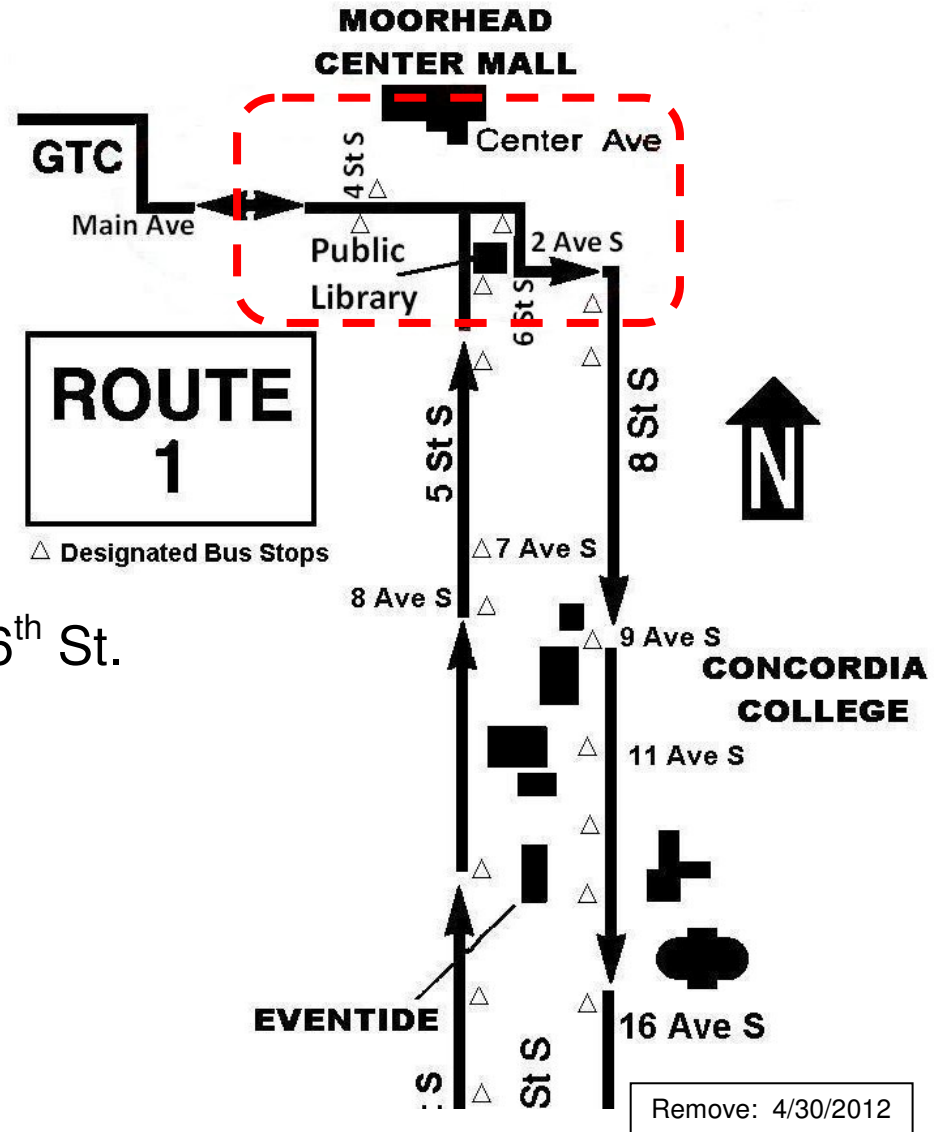 MOORHEAD
CENTER MALL
GTC
4 St S
Center Ave
Main Ave
Public
Library
2 Ave S
6 St S
ROUTE
1
5 St S
8 St S
N
△ Designated Bus Stops
7 Ave S
8 Ave S
6th St.
9 Ave S
CONCORDIA
COLLEGE
11 Ave S
EVENTIDE
16 Ave S
St S
Remove: 4/30/2012